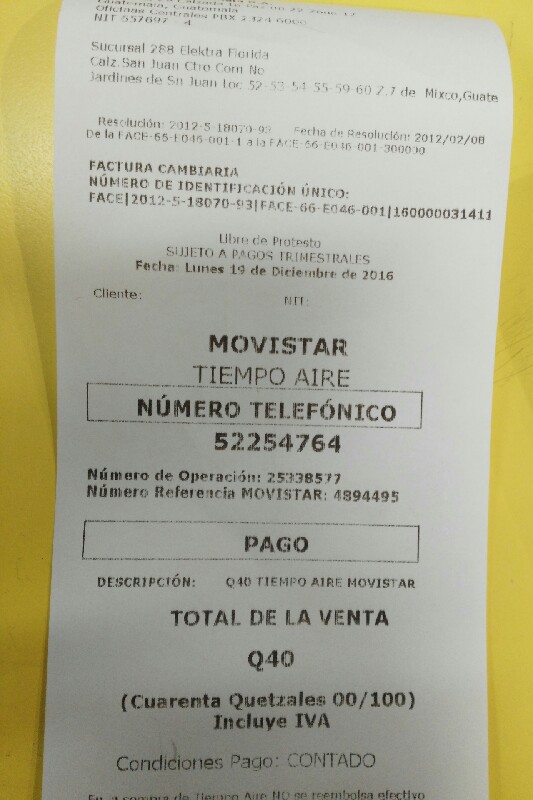 Guatemala, Guatemala
Oficinas Centrales PBX 2324 6000
NIT 557697 4
Sucursal 288 Elektra Florida
Calz.San Juan Ctro Com No
Jardines de Sn Juan Loc 52-53-54-55-59-60 Z.7 de Mixco,Guate
Resolución: 2012-5-18070-93 Fecha de Resolución: 2012/02/08
De la FACE-66-E046-001-1 a la FACE-66-E046-001-300000
FACTURA CAMBIARIA
NÚMERO DE IDENTIFICACIÓN ÚNICO:
FACE|2012-5-18070-93|FACE-66-E046-001|160000031411
Libre de Protesto
SUJETO A PAGOS TRIMESTRALES
Fecha: Lunes 19 de Diciembre de 2016
Cliente: NIT:
MOVISTAR
TIEMPO AIRE
NÚMERO TELEFÓNICO
52254764
Número de Operación: 25338577
Número Referencia MOVISTAR: 4894495
PAGO
DESCRIPCIÓN: Q40 TIEMPO AIRE MOVISTAR
TOTAL DE LA VENTA
Q40
(Cuarenta Quetzales 00/100)
Incluye IVA
Condiciones Pago: CONTADO
En la compra de Tiempo Aire NO se reembolsa efectivo